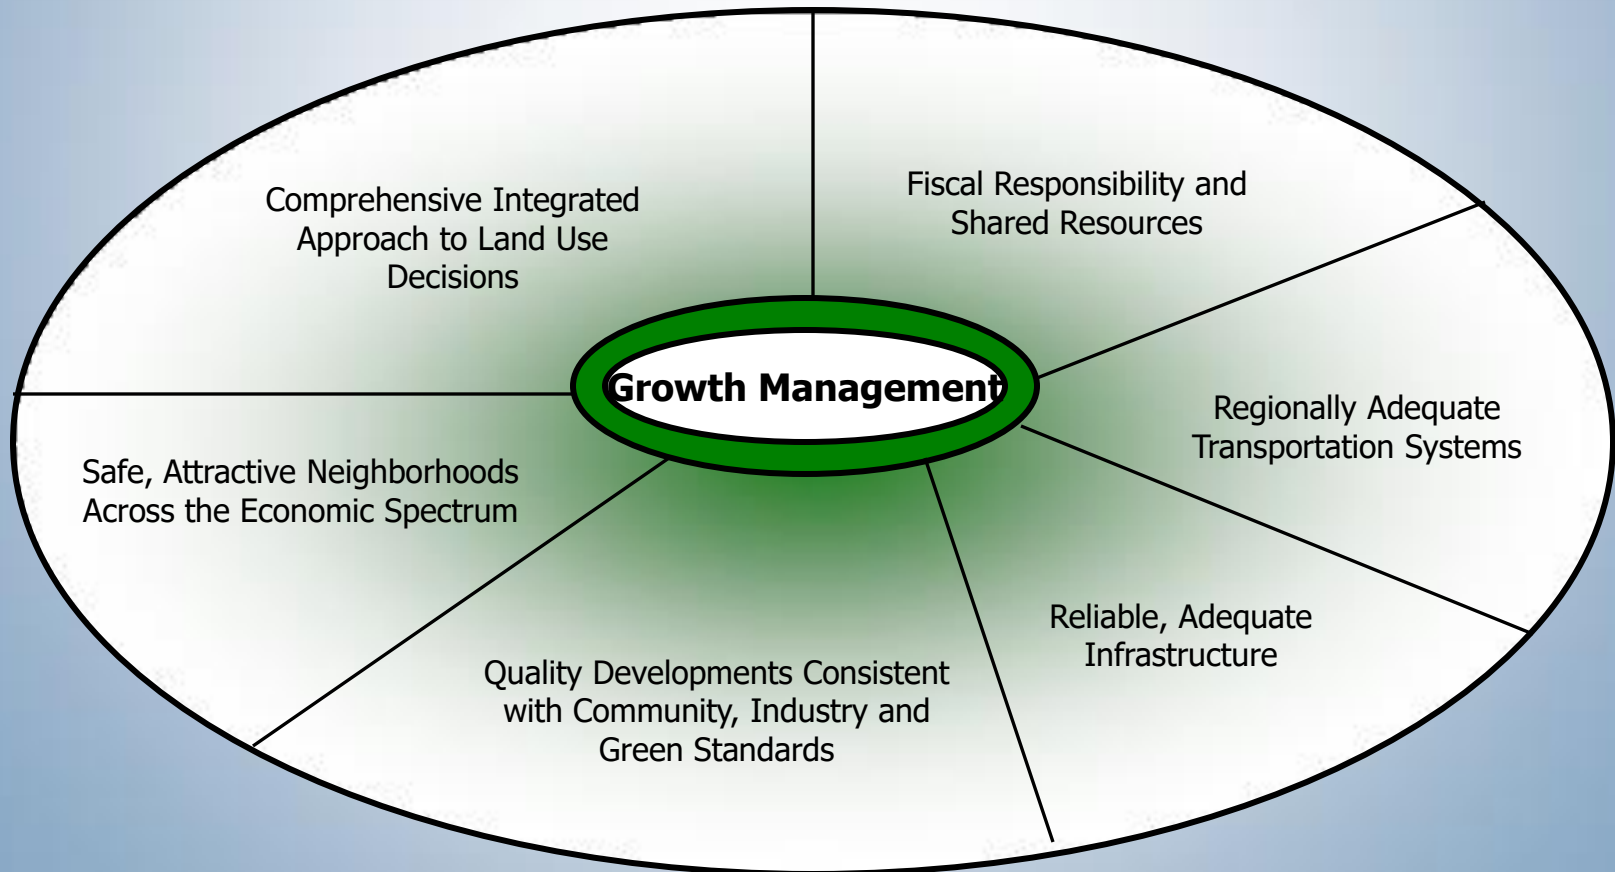 Comprehensive Integrated
Approach to Land Use
Decisions
Fiscal Responsibility and
Shared Resources
Growth Management
Regionally Adequate
Transportation Systems
Safe, Attractive Neighborhoods
Across the Economic Spectrum
Reliable, Adequate
Infrastructure
Quality Developments Consistent
with Community, Industry and
Green Standards